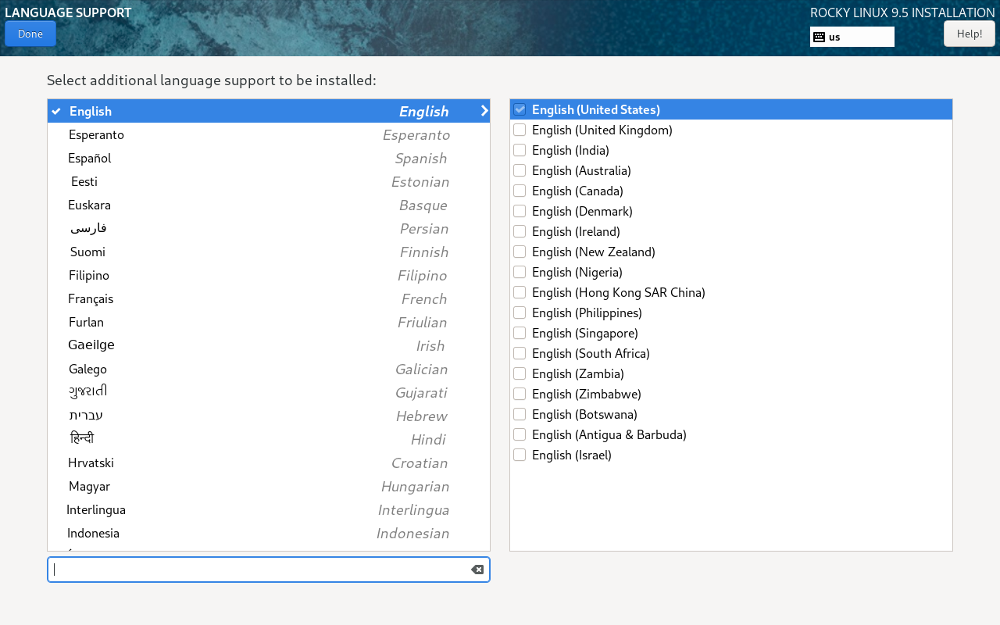 LANGUAGE SUPPORT
ROCKY LINUX 9.5 INSTALLATION
Done
us
Help!
Select additional language support to be installed:
English English
Esperanto Esperanto
Español Spanish
Eesti Estonian
Euskara Basque
فارسی Persian
Suomi Finnish
Filipino Filipino
Français French
Furlan Friulian
Gaeilge Irish
Galego Galician
ગુજરાતી Gujarati
עברית Hebrew
हिन्दी Hindi
Hrvatski Croatian
Magyar Hungarian
Interlingua Interlingua
Indonesia Indonesian
English (United States)
English (United Kingdom)
English (India)
English (Australia)
English (Canada)
English (Denmark)
English (Ireland)
English (New Zealand)
English (Nigeria)
English (Hong Kong SAR China)
English (Philippines)
English (Singapore)
English (South Africa)
English (Zambia)
English (Zimbabwe)
English (Botswana)
English (Antigua & Barbuda)
English (Israel)